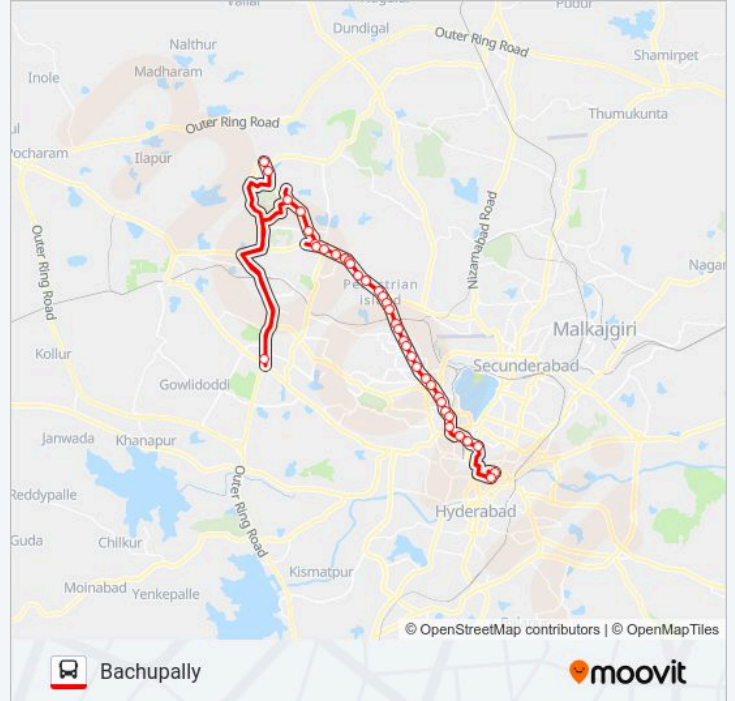 Dundigal
Nalthur
Outer Ring Road
Shamirpet
Inole
Madharam
Thumukunta
Outer Ring Road
Pocharam
Ilapur
Nizamabad Road
Outer Ring Road
Nagar
Pedestrian
island
Malkajgiri
Kollur
Secunderabad
Gowlidoddi
Janwada
Khanapur
Reddypalle
Outer Ring Road
Hyderabad
Guda
Chilkur
Kismatpur
Moinabad
Yenkepalle
© OpenStreetMap contributors | © OpenMapTiles
Bachupally
moovit